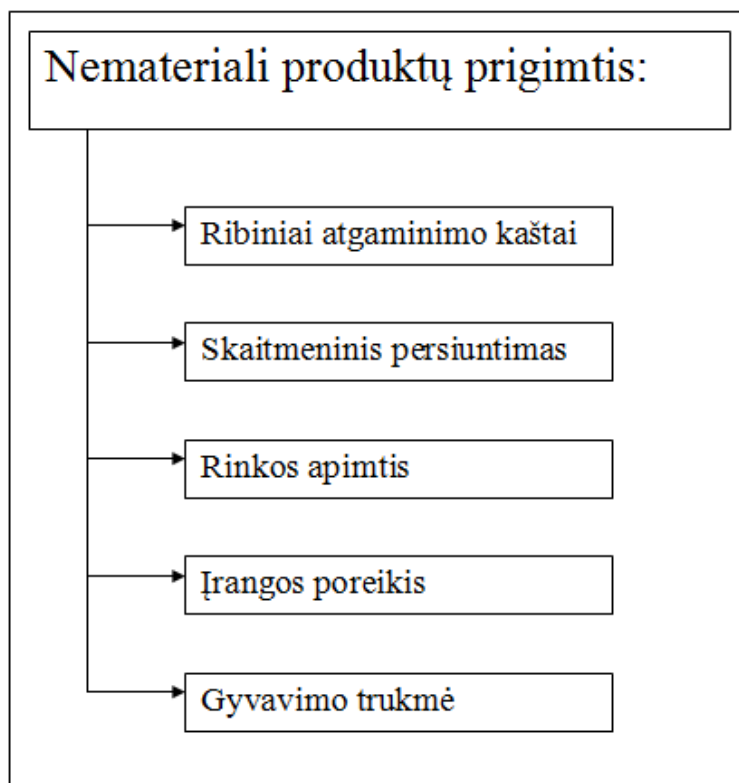 Nemateriali produktų prigimtis:
Ribiniai atgaminimo kaštai
Skaitmeninis persiuntimas
Rinkos apimtis
Įrangos poreikis
Gyvavimo trukmė